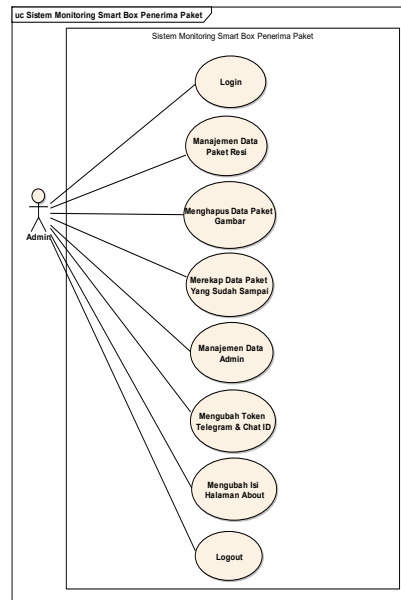 uc Sistem Monitoring Smart Box Penerima Paket
Sistem Monitoring Smart Box Penerima Paket
Login
Manajemen Data
Paket Resi
Menghapus Data Paket
Gambar
Admin
Merekap Data Paket
Yang Sudah Sampai
Manajemen Data
Admin
Mengubah Token
Telegram & Chat ID
Mengubah Isi
Halaman About
Logout